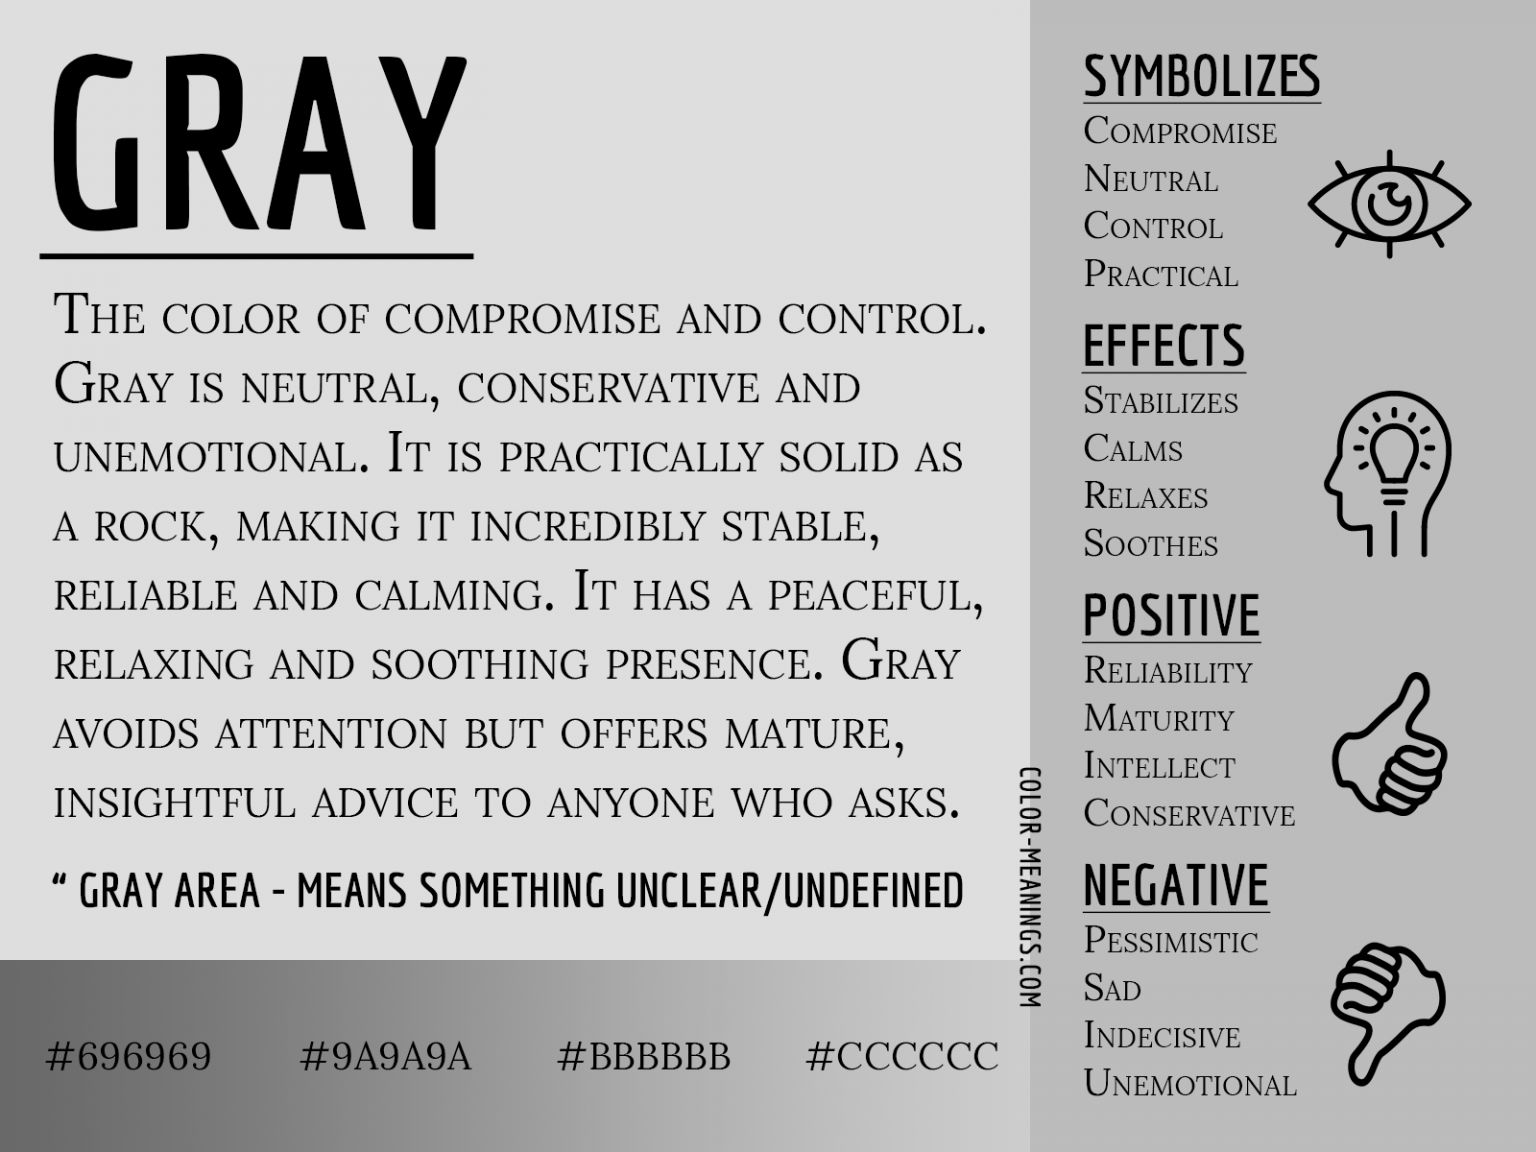 GRAY
The color of compromise and control.
Gray is neutral, conservative and
unemotional. It is practically solid as
a rock, making it incredibly stable,
reliable and calming. It has a peaceful,
relaxing and soothing presence. Gray
avoids attention but offers mature,
insightful advice to anyone who asks.
“ GRAY AREA - MEANS SOMETHING UNCLEAR/UNDEFINED
#696969 #9A9A9A #BBBBBB #CCCCCC
COLOR-MEANINGS.COM
SYMBOLIZES
Compromise
Neutral
Control
Practical
EFFECTS
Stabilizes
Calms
Relaxes
Soothes
POSITIVE
Reliability
Maturity
Intellect
Conservative
NEGATIVE
Pessimistic
Sad
Indecisive
Unemotional